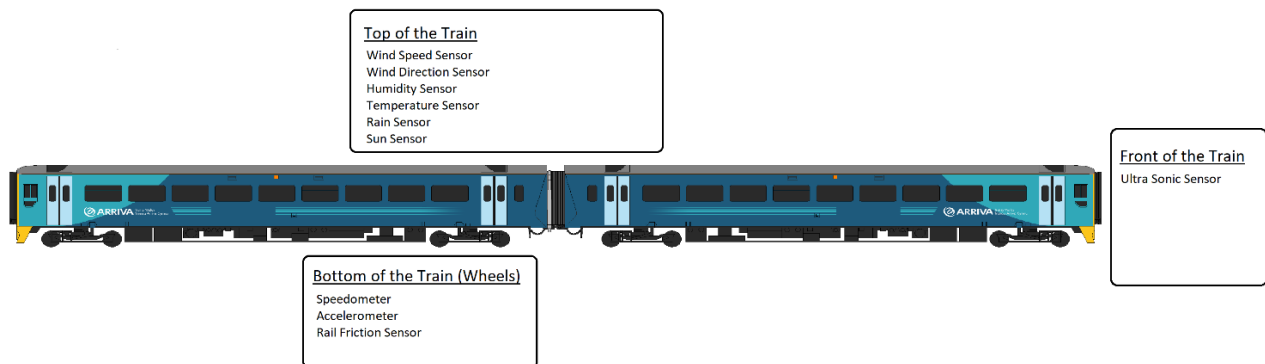 Top of the Train
Wind Speed Sensor
Wind Direction Sensor
Humidity Sensor
Temperature Sensor
Rain Sensor
Sun Sensor
Front of the Train
Ultra Sonic Sensor
ARRIVA
ARRIVA
Bottom of the Train (Wheels)
Speedometer
Accelerometer
Rail Friction Sensor